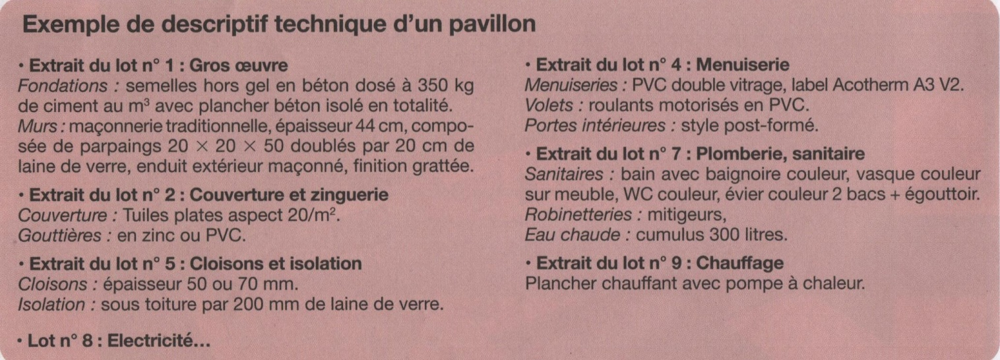 Exemple de descriptif technique d'un pavillon
• Extrait du lot n° 1 : Gros œuvre
Fondations : semelles hors gel en béton dosé à 350 kg
de ciment au m³ avec plancher béton isolé en totalité.
Murs : maçonnerie traditionnelle, épaisseur 44 cm, compo-
sée de parpaings 20 × 20 × 50 doublés par 20 cm de
laine de verre, enduit extérieur maçonné, finition grattée.
• Extrait du lot n° 2 : Couverture et zinguerie
Couverture : Tuiles plates aspect 20/m².
Gouttières : en zinc ou PVC.
• Extrait du lot n° 5 : Cloisons et isolation
Cloisons : épaisseur 50 ou 70 mm.
Isolation : sous toiture par 200 mm de laine de verre.
• Lot n° 8 : Electricité...
• Extrait du lot n° 4 : Menuiserie
Menuiseries : PVC double vitrage, label Acotherm A3 V2.
Volets : roulants motorisés en PVC.
Portes intérieures : style post-formé.
• Extrait du lot n° 7 : Plomberie, sanitaire
Sanitaires : bain avec baignoire couleur, vasque couleur
sur meuble, WC couleur, évier couleur 2 bacs + égouttoir.
Robinetteries : mitigeurs,
Eau chaude : cumulus 300 litres.
• Extrait du lot n° 9 : Chauffage
Plancher chauffant avec pompe à chaleur.